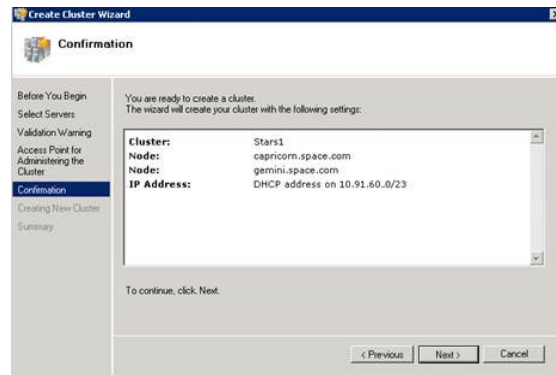 Create Cluster Wizard
Confirmation
Before You Begin
Select Servers
Validation Warning
Access Point for
Administering the
Cluster
Confirmation
Creating New Cluster
Summary
You are ready to create a cluster.
The wizard will create your cluster with the following settings:
Cluster: Stars1
Node: capricorn.space.com
Node: gemini.space.com
IP Address: DHCP address on 10.91.60.0/23
To continue, click Next.
< Previous
Next >
Cancel